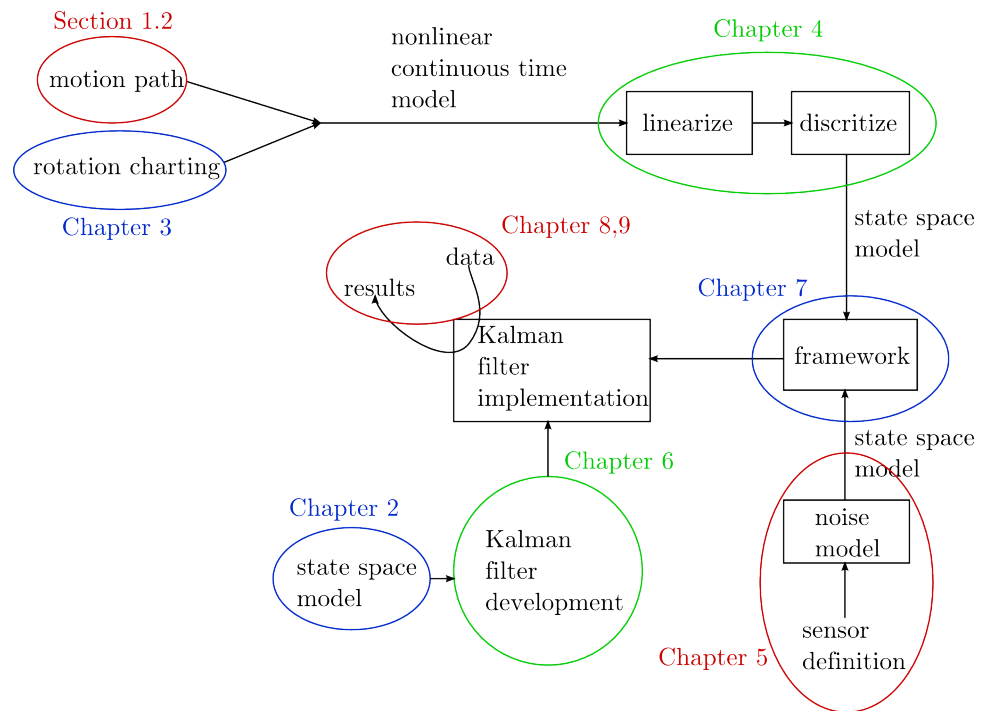 Section 1.2
motion path
rotation charting
Chapter 3
nonlinear
continuous time
model
Chapter 4
linearize
discritize
state space
model
Chapter 8,9
data
results
Chapter 7
framework
Kalman
filter
implementation
state space
model
Chapter 6
Chapter 2
state space
model
Kalman
filter
development
noise
model
sensor
definition
Chapter 5